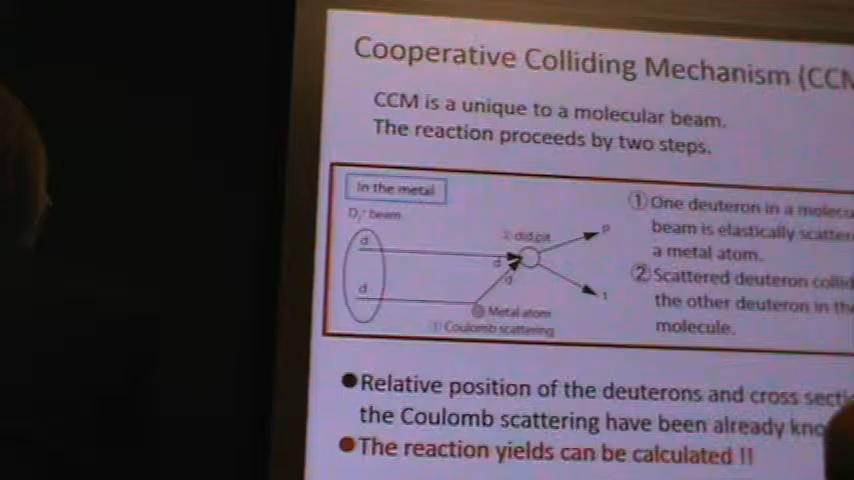 Cooperative Colliding Mechanism (CCM
CCM is a unique to a molecular beam.
The reaction proceeds by two steps.
In the metal
D₂⁺ beam
d
d
② d(d,p)t
p
d
d
t
Metal atom
① Coulomb scattering
① One deuteron in a molecu
beam is elastically scatter
a metal atom.
② Scattered deuteron collid
the other deuteron in the
molecule.
●Relative position of the deuterons and cross secti
the Coulomb scattering have been already kno
●The reaction yields can be calculated !!